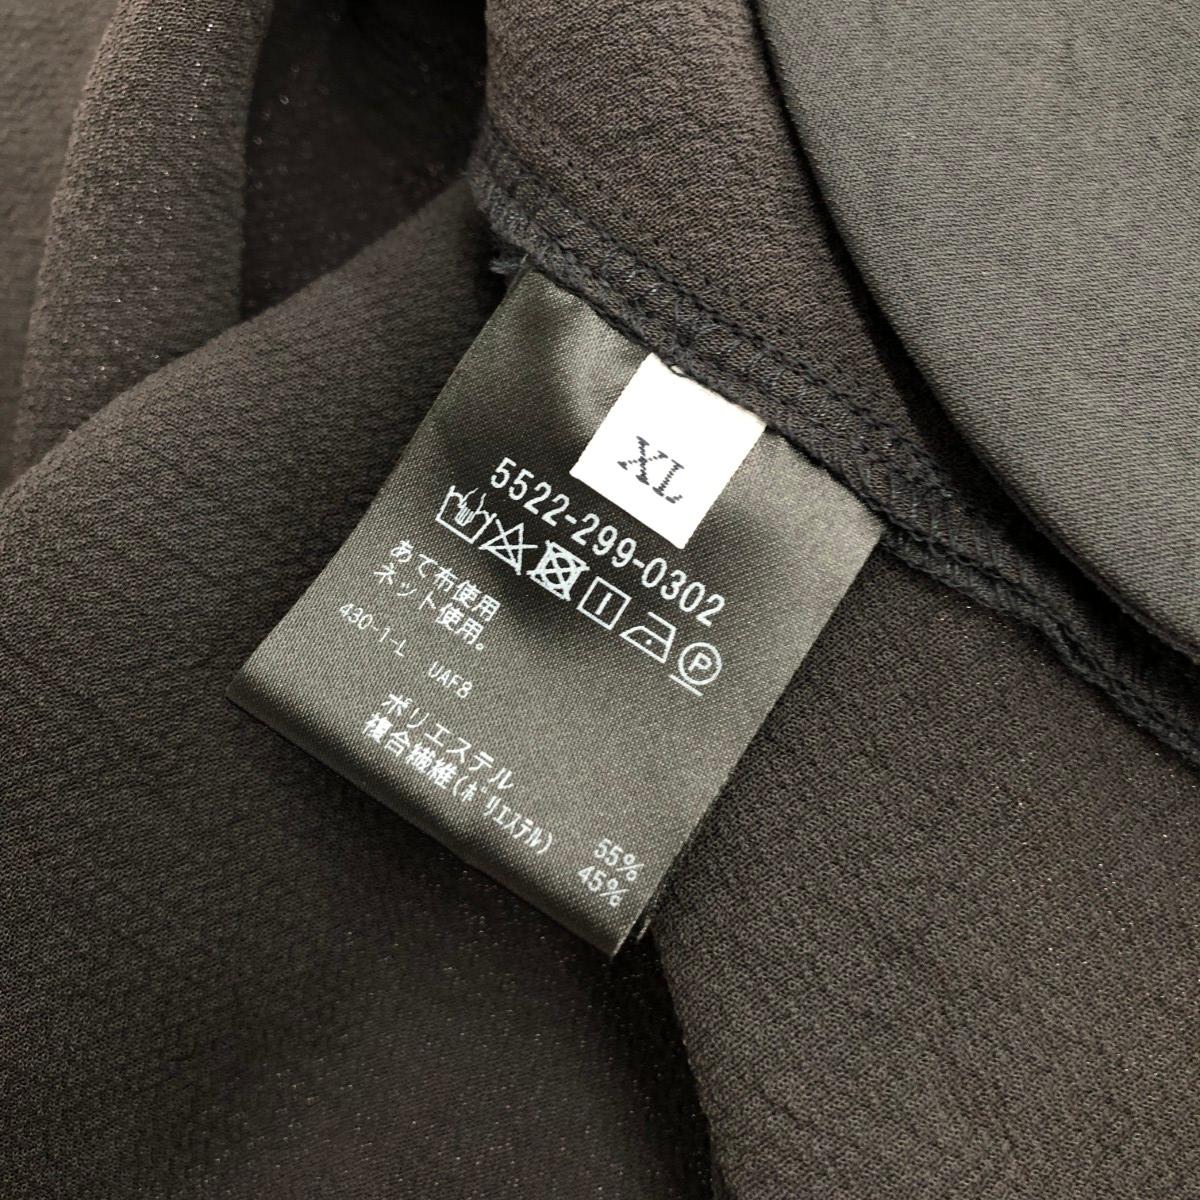 XL
5522-299-0302
P
あて布使用
ネット使用。
430-1-L UAF8
ポリエステル 55%
複合繊維(ﾎﾟﾘｴｽﾃﾙ) 45%